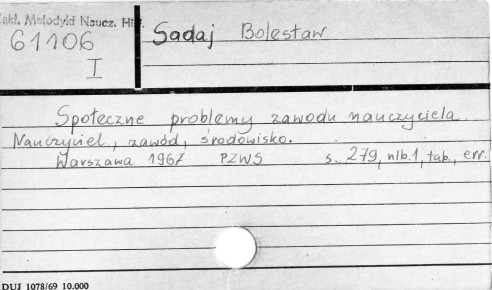 Zakł. Metodyki Naucz. Hist.
61106
I
Sadaj Bolesław
Społeczne problemy zawodu nauczyciela
Nauczyciel, zawód, środowisko.
Warszawa 1967 PZWS s. 279, nlb.1, tab., err.
DUJ 1078/69 10.000